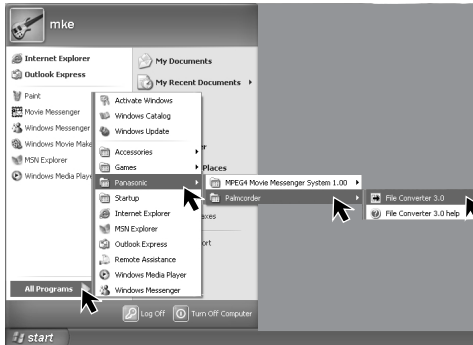 mke
Internet Explorer
Outlook Express
Paint
Movie Messenger
Windows Messenger
Windows Movie Make
MSN Explorer
Windows Media Playe
All Programs
My Documents
My Recent Documents
Places
Activate Windows
Windows Catalog
Windows Update
Accessories
Games
Panasonic
Startup
Internet Explorer
MSN Explorer
Outlook Express
Remote Assistance
Windows Media Player
Windows Messenger
MPEG4 Movie Messenger System 1.00
Palmcorder
File Converter 3.0
File Converter 3.0 help
Log Off
Turn Off Computer
start